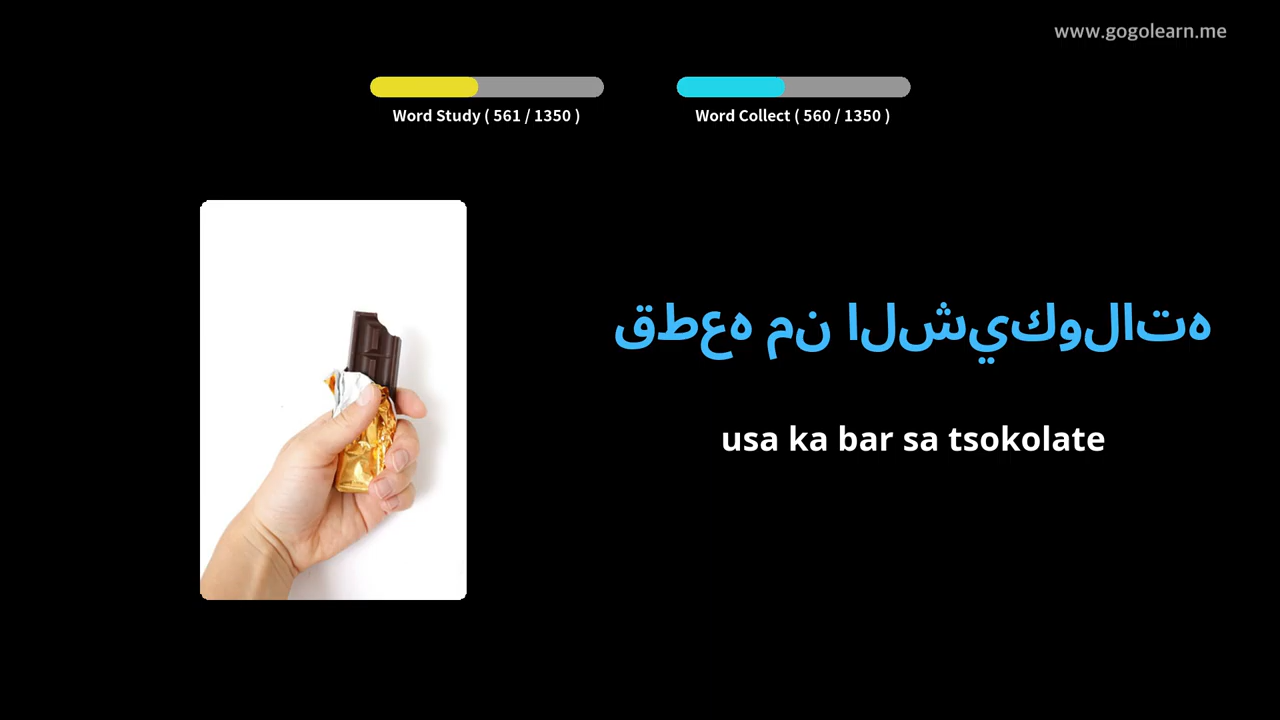 www.gogolearn.me
Word Study ( 561 / 1350 )
Word Collect ( 560 / 1350 )
قطعه من الشيكولاته
usa ka bar sa tsokolate